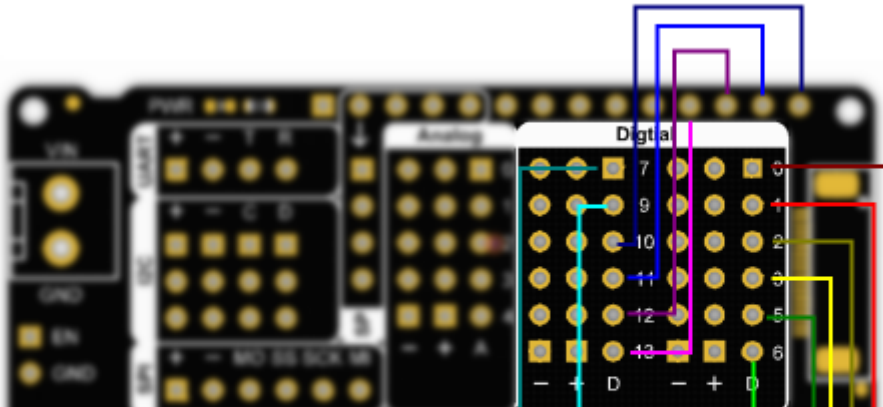 PWR
Analog
Digtial
VIN
UART
+ - T R
7 0
+ - C D
9 1
10 2
I2C
11 3
GND
12 5
EN
13 6
- + A
+ - MO SS SCK MI
SPI
GND
- + D - + D